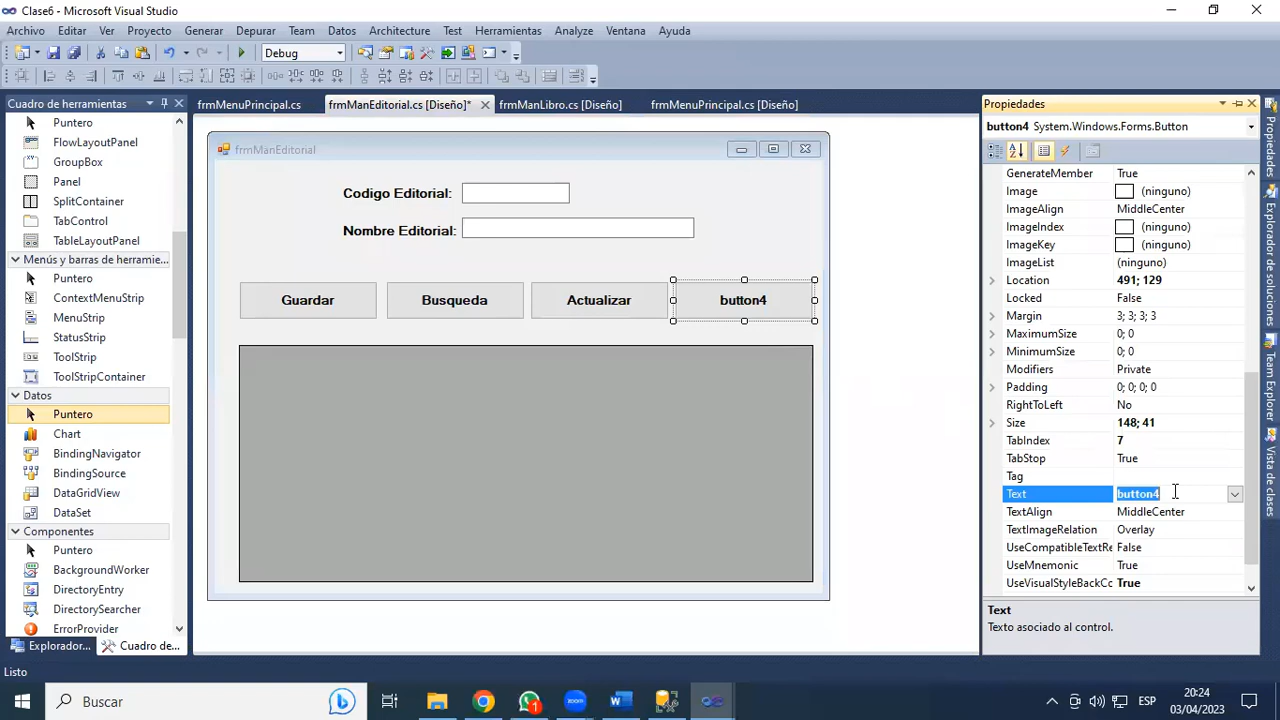 Clase6 - Microsoft Visual Studio
Archivo Editar Ver Proyecto Generar Depurar Team Datos Architecture Test Herramientas Analyze Ventana Ayuda
Debug
Cuadro de herramientas
Puntero
FlowLayoutPanel
GroupBox
Panel
SplitContainer
TabControl
TableLayoutPanel
Menús y barras de herramie...
Puntero
ContextMenuStrip
MenuStrip
StatusStrip
ToolStrip
ToolStripContainer
Datos
Puntero
Chart
BindingNavigator
BindingSource
DataGridView
DataSet
Componentes
Puntero
BackgroundWorker
DirectoryEntry
DirectorySearcher
ErrorProvider
Explorador... Cuadro de...
frmMenuPrincipal.cs frmManEditorial.cs [Diseño]* frmManLibro.cs [Diseño] frmMenuPrincipal.cs [Diseño]
frmManEditorial
Codigo Editorial:
Nombre Editorial:
Guardar Busqueda Actualizar button4
Propiedades
button4 System.Windows.Forms.Button
GenerateMember True
Image (ninguno)
ImageAlign MiddleCenter
ImageIndex (ninguno)
ImageKey (ninguno)
ImageList (ninguno)
Location 491; 129
Locked False
Margin 3; 3; 3; 3
MaximumSize 0; 0
MinimumSize 0; 0
Modifiers Private
Padding 0; 0; 0; 0
RightToLeft No
Size 148; 41
TabIndex 7
TabStop True
Tag
Text button4
TextAlign MiddleCenter
TextImageRelation Overlay
UseCompatibleTextRe False
UseMnemonic True
UseVisualStyleBackCo True
Text
Texto asociado al control.
Propiedades
Explorador de soluciones
Team Explorer
Vista de clases
Listo
Buscar
1
ESP
20:24
03/04/2023